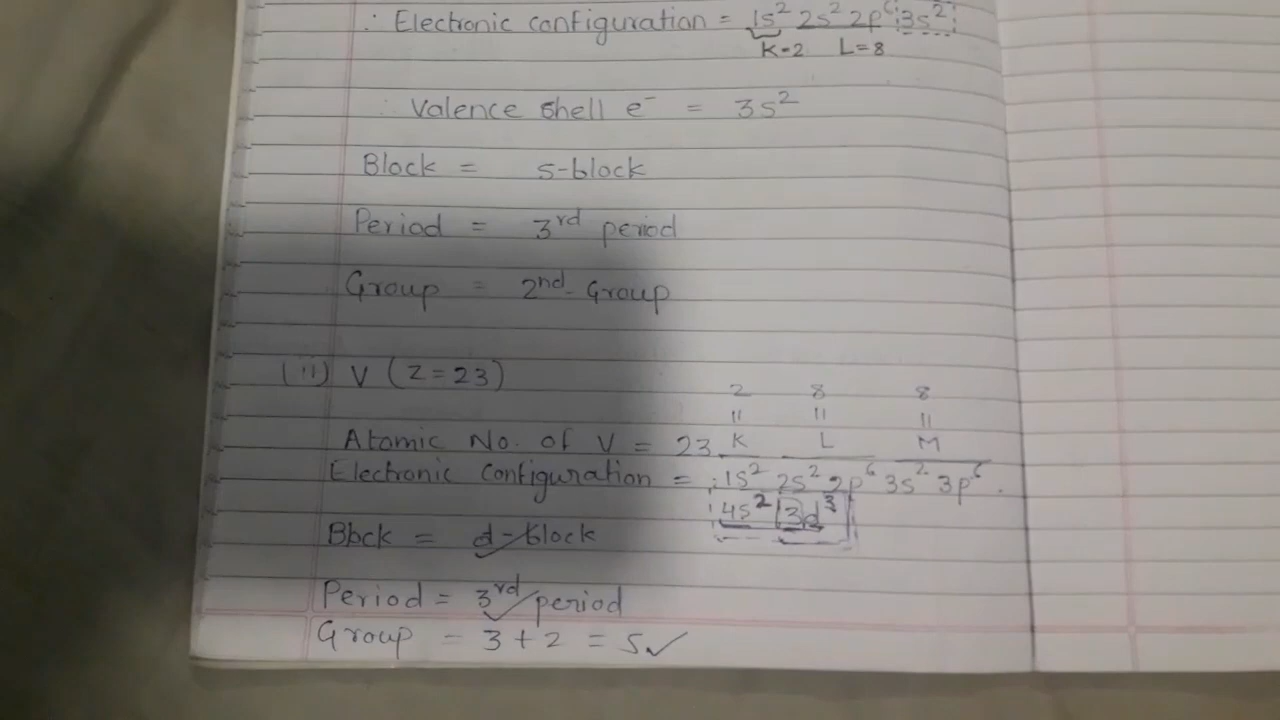 ∴ Electronic configuration = 1s² 2s² 2p⁶ 3s²
K=2 L=8
Valence shell e⁻ = 3s²
Block = s-block
Period = 3rd period
Group = 2nd Group
(ii) V (Z=23)
2 8 8
= = =
Atomic No. of V = 23 K L M
Electronic configuration = 1s² 2s² 2p⁶ 3s² 3p⁶.
4s² 3d³
Block = d-block
Period = 3rd period
Group = 3+2 = 5